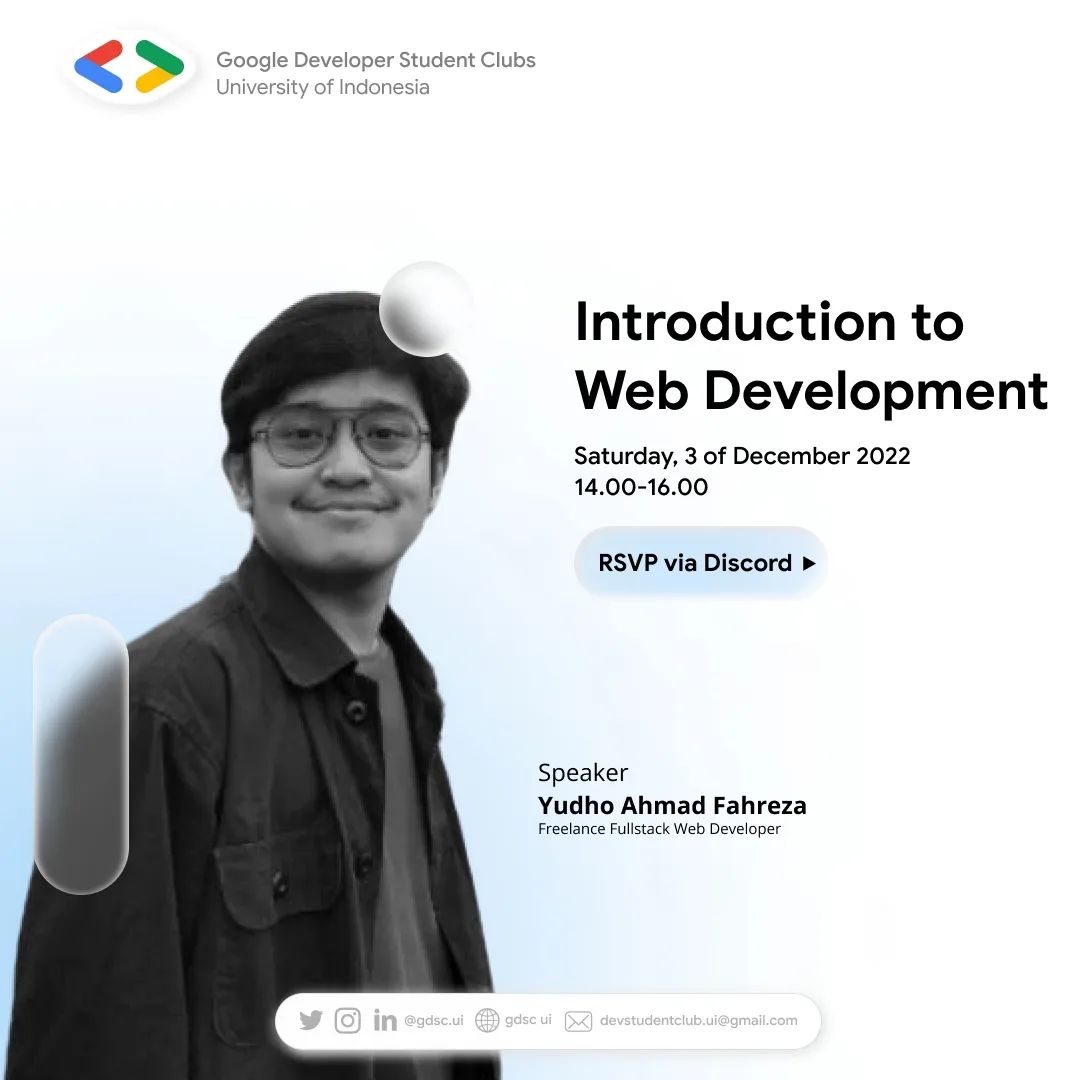 Google Developer Student Clubs
University of Indonesia
Introduction to
Web Development
Saturday, 3 of December 2022
14.00-16.00
RSVP via Discord
Speaker
Yudho Ahmad Fahreza
Freelance Fullstack Web Developer
@gdsc.ui gdsc ui devstudentclub.ui@gmail.com